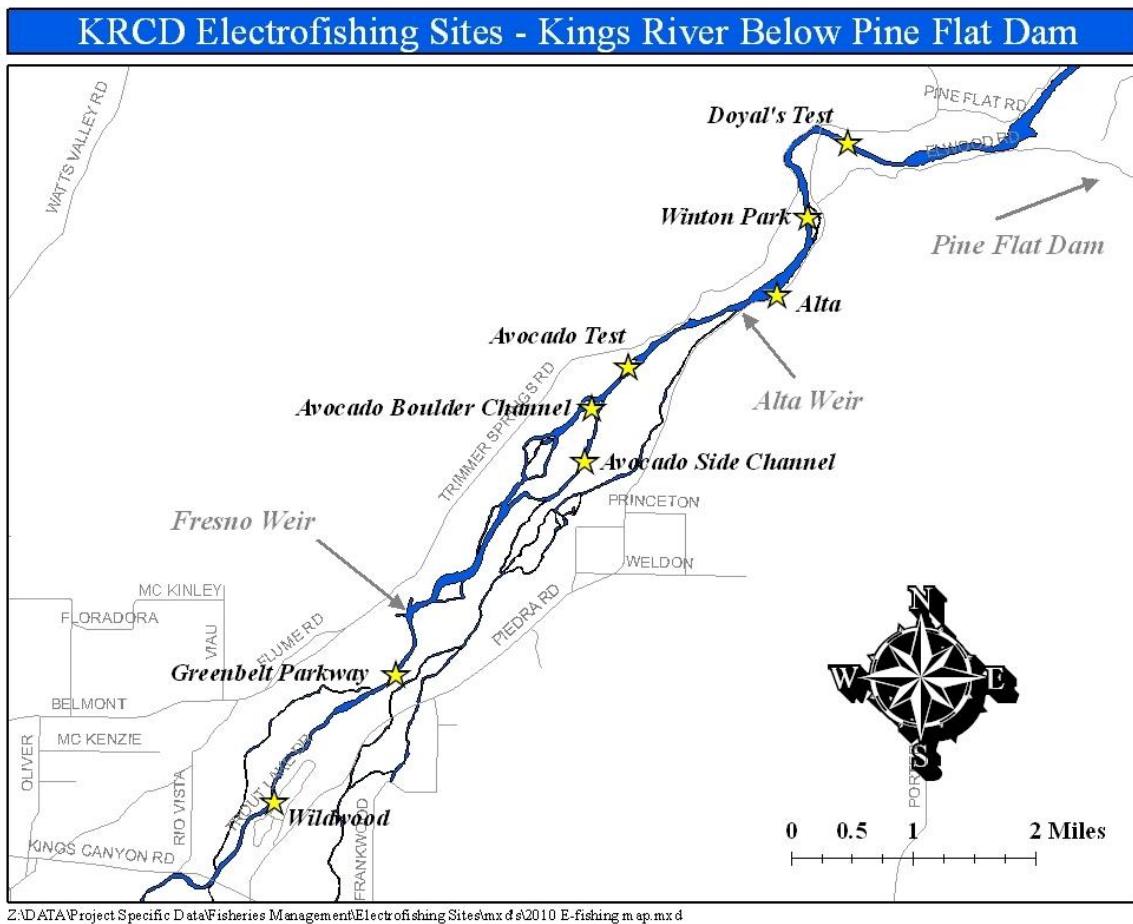 KRCD Electrofishing Sites - Kings River Below Pine Flat Dam
WATTS VALLEY RD
PINE FLAT RD
Doyal's Test
ELWOOD RD
Winton Park
Pine Flat Dam
Alta
Avocado Test
TRIMMER SPRINGS RD
Alta Weir
Avocado Boulder Channel
Avocado Side Channel
PRINCETON
Fresno Weir
WELDON
MC KINLEY
FLORADORA
VIAU
FLUME RD
PIEDRA RD
N
W
E
S
Greenbelt Parkway
BELMONT
MC KENZIE
OLIVER
RIO VISTA
TROUT LAKE DR
Wildwood
KINGS CANYON RD
FRANKWOOD
0 0.5 1 2 Miles
Z:\DATA\Project Specific Data\Fisheries Management\Electrofishing Sites\mxd's\2010 E-fishing map.mxd